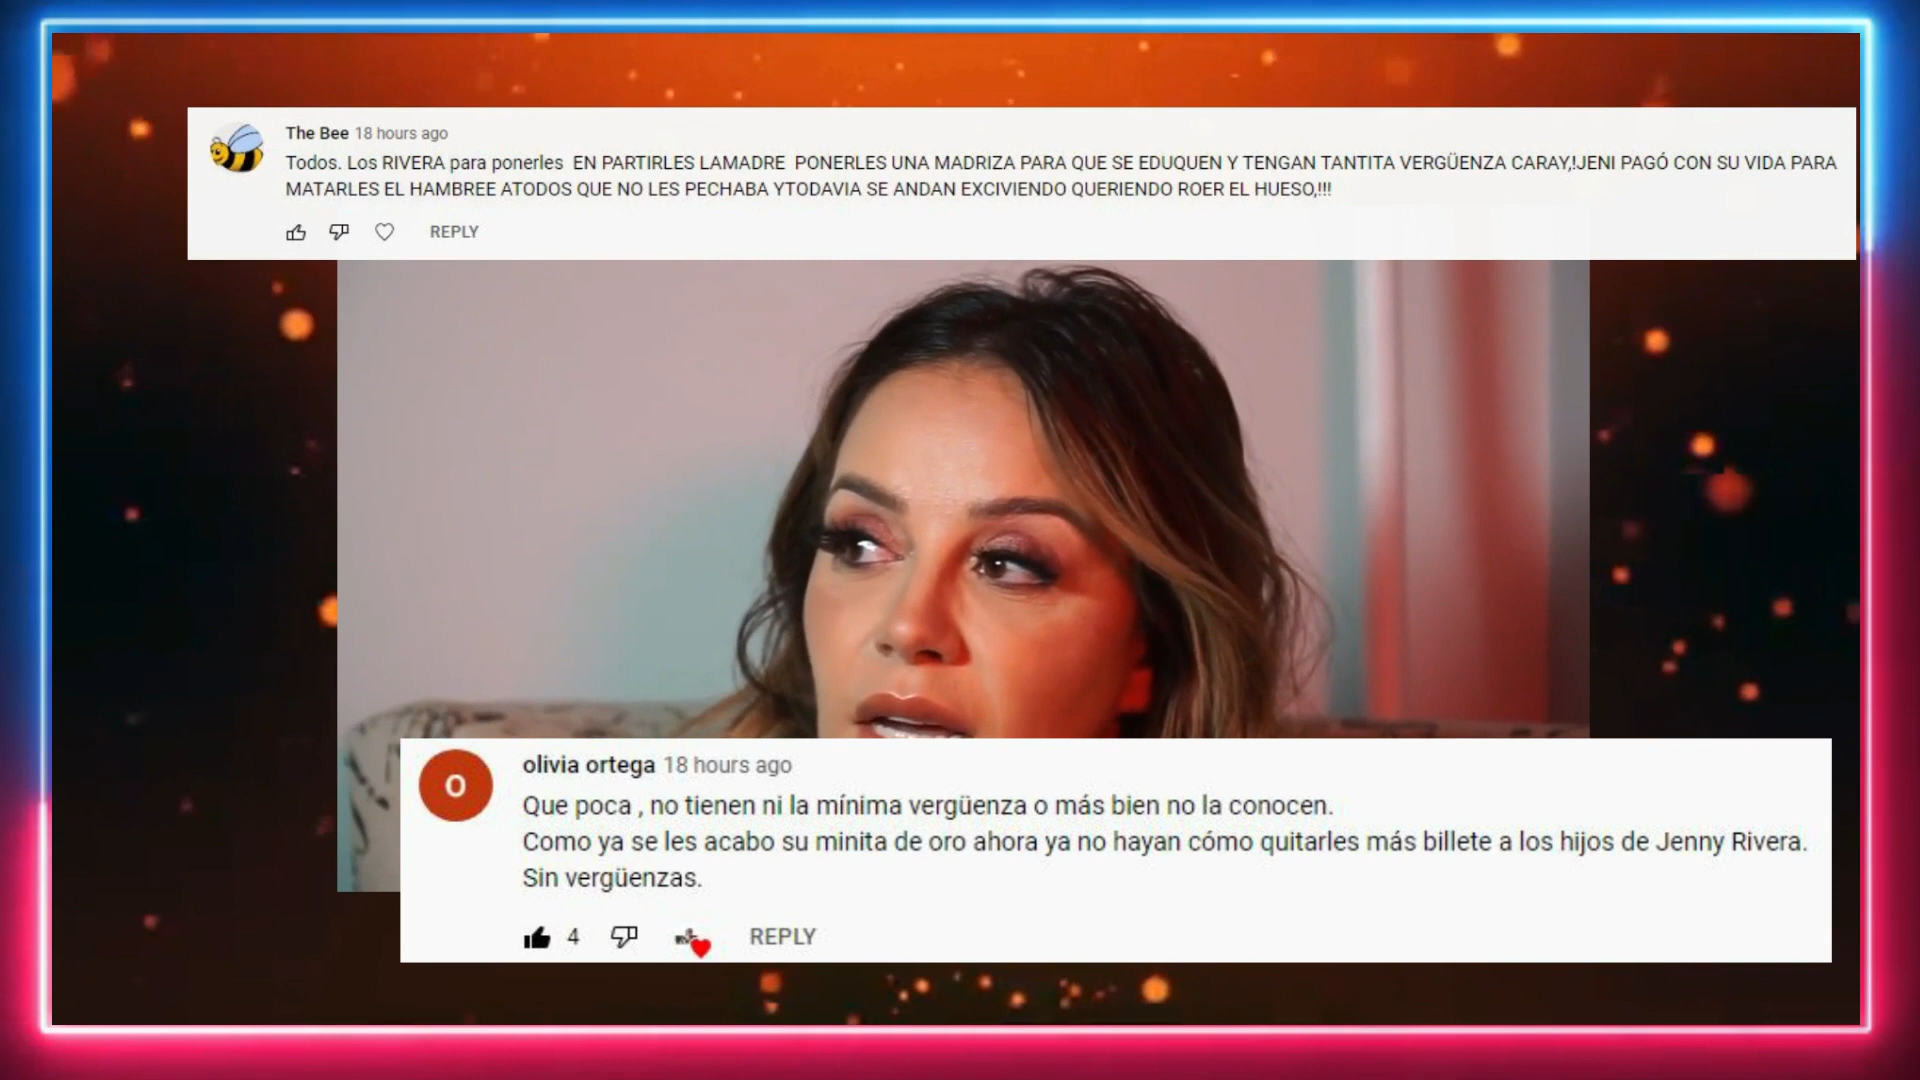 The Bee 18 hours ago
Todos. Los RIVERA para ponerles EN PARTIRLES LAMADRE PONERLES UNA MADRIZA PARA QUE SE EDUQUEN Y TENGAN TANTITA VERGÜENZA CARAY,!JENI PAGÓ CON SU VIDA PARA
MATARLES EL HAMBREE ATODOS QUE NO LES PECHABA YTODAVIA SE ANDAN EXCIVIENDO QUERIENDO ROER EL HUESO,!!!
REPLY
O
olivia ortega 18 hours ago
Que poca , no tienen ni la mínima vergüenza o más bien no la conocen.
Como ya se les acabo su minita de oro ahora ya no hayan cómo quitarles más billete a los hijos de Jenny Rivera.
Sin vergüenzas.
4 REPLY